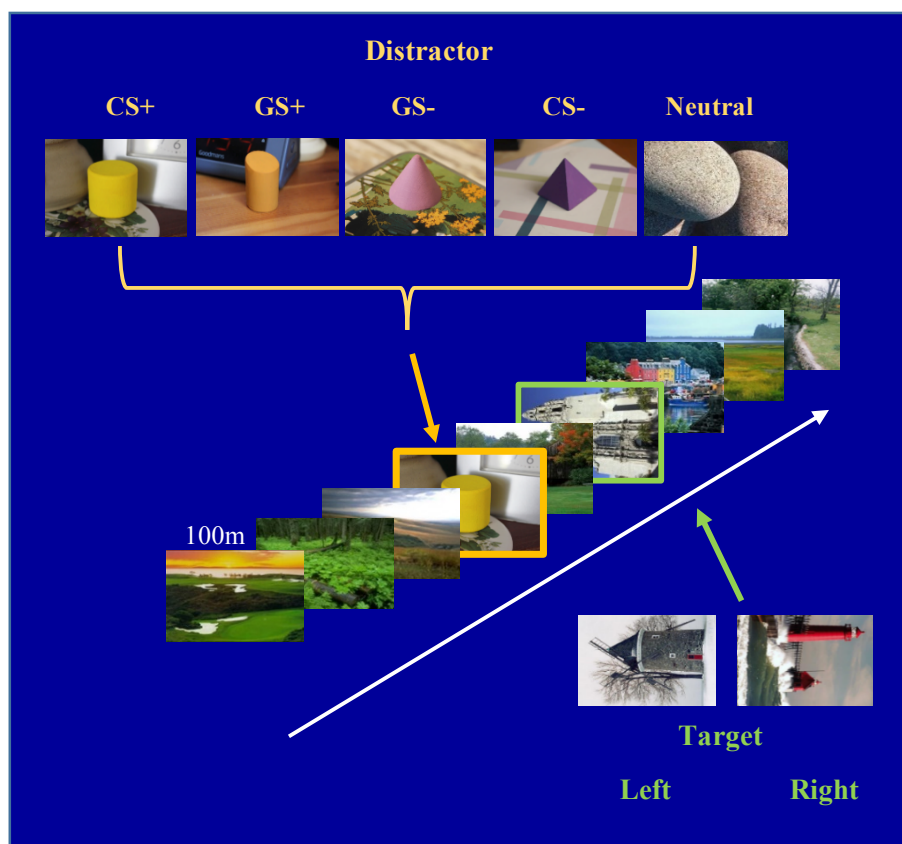 Distractor
CS+ GS+ GS- CS- Neutral
100m
Target
Left Right